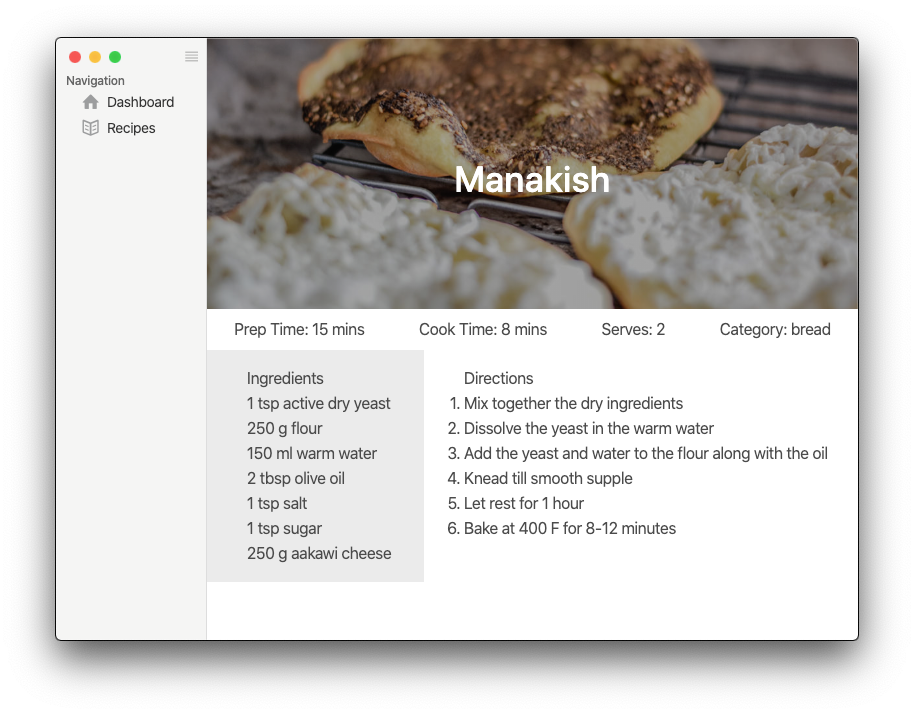 Navigation
Dashboard
Recipes
Manakish
Prep Time: 15 mins
Cook Time: 8 mins
Serves: 2
Category: bread
Ingredients
1 tsp active dry yeast
250 g flour
150 ml warm water
2 tbsp olive oil
1 tsp salt
1 tsp sugar
250 g aakawi cheese
Directions
1. Mix together the dry ingredients
2. Dissolve the yeast in the warm water
3. Add the yeast and water to the flour along with the oil
4. Knead till smooth supple
5. Let rest for 1 hour
6. Bake at 400 F for 8-12 minutes